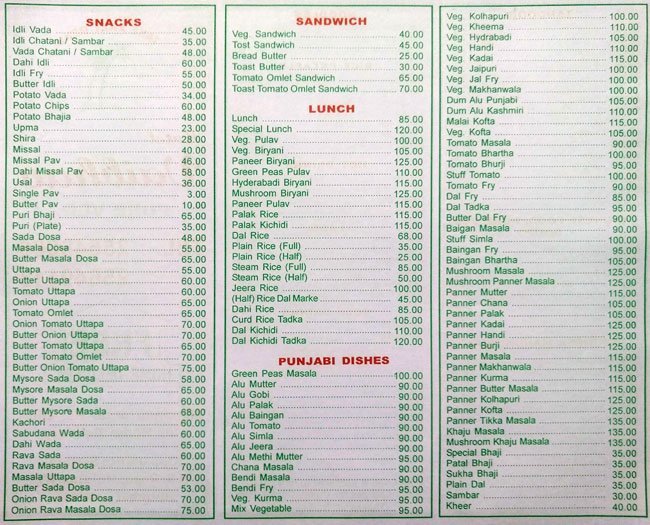 SNACKS
Idli Vada 45.00
Idli Chatani / Sambar 35.00
Vada Chatani / Sambar 48.00
Dahi Idli 60.00
Idli Fry 55.00
Butter Idli 50.00
Potato Vada 34.00
Potato Chips 60.00
Potato Bhajia 48.00
Upma 23.00
Shira 28.00
Missal 40.00
Missal Pav 46.00
Dahi Missal Pav 58.00
Usal 36.00
Single Pav 3.00
Butter Pav 10.00
Puri Bhaji 65.00
Puri (Plate) 35.00
Sada Dosa 48.00
Masala Dosa 55.00
Butter Masala Dosa 65.00
Uttapa 55.00
Butter Uttapa 60.00
Tomato Uttapa 60.00
Onion Uttapa 65.00
Tomato Omlet 60.00
Onion Tomato Uttapa 70.00
Butter Onion Uttapa 70.00
Butter Tomato Uttapa 65.00
Butter Tomato Omlet 70.00
Butter Onion Tomato Uttapa 75.00
Mysore Sada Dosa 58.00
Mysore Masala Dosa 65.00
Butter Mysore Sada 60.00
Butter Mysore Masala 68.00
Kachori 60.00
Sabudana Wada 60.00
Dahi Wada 65.00
Rava Sada 60.00
Rava Masala Dosa 70.00
Masala Uttapa 70.00
Butter Sada Dosa 53.00
Onion Rava Sada Dosa 70.00
Onion Rava Masala Dosa 75.00
SANDWICH
Veg. Sandwich 40.00
Tost Sandwich 45.00
Bread Butter 25.00
Toast Butter 30.00
Tomato Omlet Sandwich 65.00
Toast Tomato Omlet Sandwich 70.00
LUNCH
Lunch 85.00
Special Lunch 120.00
Veg. Pulav 100.00
Veg. Biryani 105.00
Paneer Biryani 115.00
Green Peas Pulav 110.00
Hyderabadi Biryani 115.00
Mushroom Biryani 115.00
Paneer Pulav 115.00
Palak Rice 115.00
Palak Kichidi 115.00
Dal Rice 68.00
Plain Rice (Full) 35.00
Plain Rice (Half) 25.00
Steam Rice (Full) 85.00
Steam Rice (Half) 50.00
Jeera Rice 100.00
(Half) Rice Dal Marke 45.00
Dahi Rice 85.00
Curd Rice Tadka 105.00
Dal Kichidi 110.00
Dal Kichidi Tadka 120.00
PUNJABI DISHES
Green Peas Masala 100.00
Alu Mutter 90.00
Alu Gobi 90.00
Alu Palak 90.00
Alu Baingan 90.00
Alu Tomato 90.00
Alu Simla 90.00
Alu Jeera 90.00
Alu Methi Mutter 95.00
Chana Masala 90.00
Bendi Masala 90.00
Bendi Fry 95.00
Veg. Kurma 95.00
Mix Vegetable 95.00
Veg. Kolhapuri 100.00
Veg. Kheema 110.00
Veg. Hydrabadi 105.00
Veg. Handi 110.00
Veg. Kadai 115.00
Veg. Jaipuri 100.00
Veg. Jal Fry 100.00
Veg. Makhanwala 100.00
Dum Alu Punjabi 105.00
Dum Alu Kashmiri 110.00
Malai Kofta 115.00
Veg. Kofta 105.00
Tomato Masala 90.00
Tomato Bhartha 100.00
Tomato Bhurji 95.00
Stuff Tomato 100.00
Tomato Fry 90.00
Dal Fry 85.00
Dal Tadka 95.00
Butter Dal Fry 90.00
Baigan Masala 90.00
Stuff Simla 100.00
Baingan Fry 95.00
Baingan Bhartha 100.00
Mushroom Masala 125.00
Mushroom Panner Masala 125.00
Panner Mutter 115.00
Panner Chana 115.00
Panner Palak 105.00
Panner Kadai 125.00
Panner Handi 125.00
Panner Burji 125.00
Panner Masala 115.00
Panner Makhanwala 115.00
Panner Kurma 115.00
Panner Butter Masala 115.00
Panner Kolhapuri 125.00
Panner Kofta 125.00
Panner Tikka Masala 135.00
Khaju Masala 135.00
Mushroom Khaju Masala 135.00
Special Bhaji 95.00
Patal Bhaji 35.00
Sukha Bhaji 35.00
Plain Dal 35.00
Sambar 30.00
Kheer 40.00